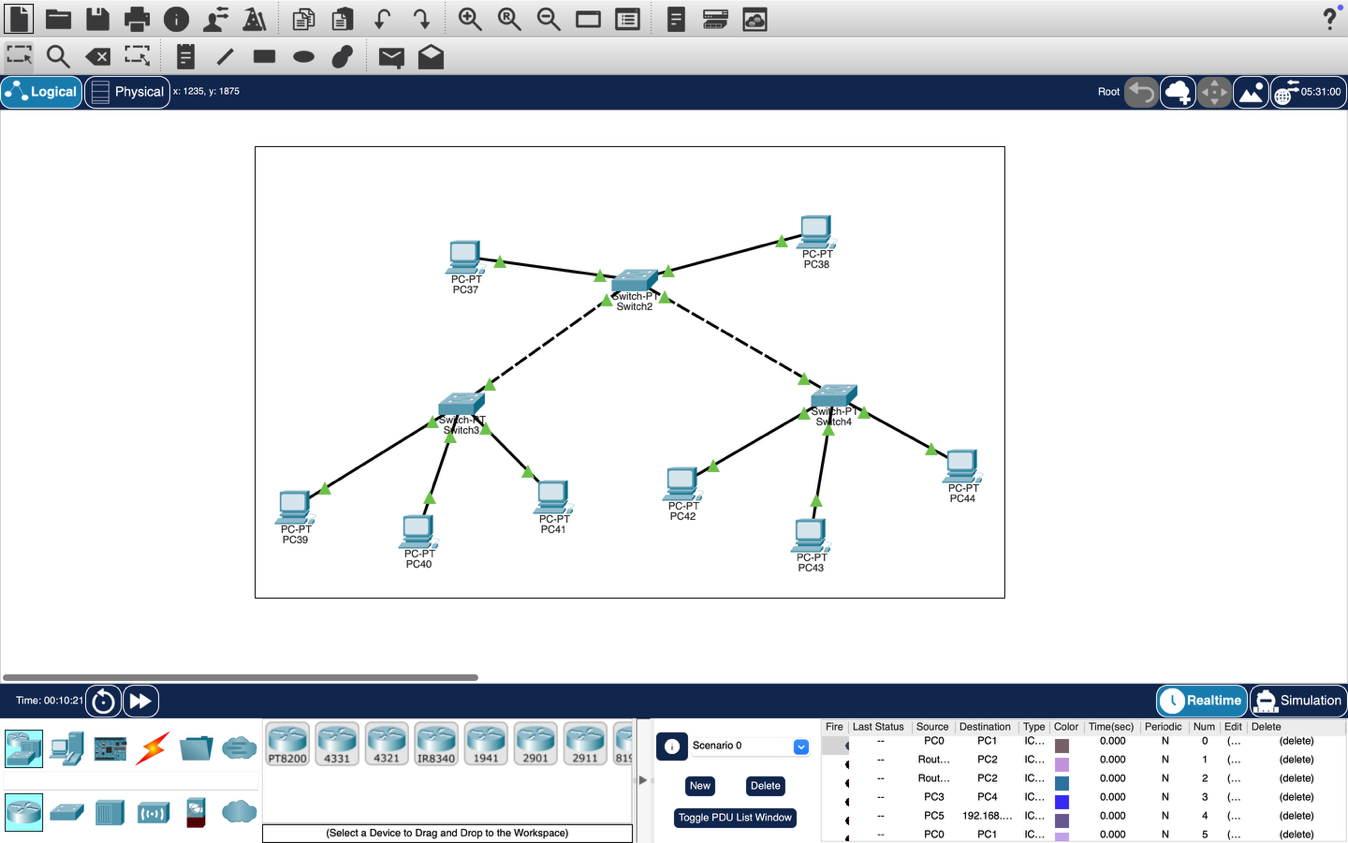 Logical
Physical
x: 1235, y: 1875
Root
05:31:00
PC-PT
PC37
PC-PT
PC38
Switch-PT
Switch2
Switch-PT
Switch3
Switch-PT
Switch4
PC-PT
PC39
PC-PT
PC40
PC-PT
PC41
PC-PT
PC42
PC-PT
PC43
PC-PT
PC44
Time: 00:10:21
Realtime
Simulation
PT8200
4331
4321
IR8340
1941
2901
2911
819
(Select a Device to Drag and Drop to the Workspace)
Scenario 0
New
Delete
Toggle PDU List Window
Fire Last Status Source Destination Type Color Time(sec) Periodic Num Edit Delete
-- PC0 PC1 IC... 0.000 N 0 (... (delete)
-- Rout... PC2 IC... 0.000 N 1 (... (delete)
-- Rout... PC2 IC... 0.000 N 2 (... (delete)
-- PC3 PC4 IC... 0.000 N 3 (... (delete)
-- PC5 192.168.... IC... 0.000 N 4 (... (delete)
-- PC0 PC1 IC... 0.000 N 5 (... (delete)